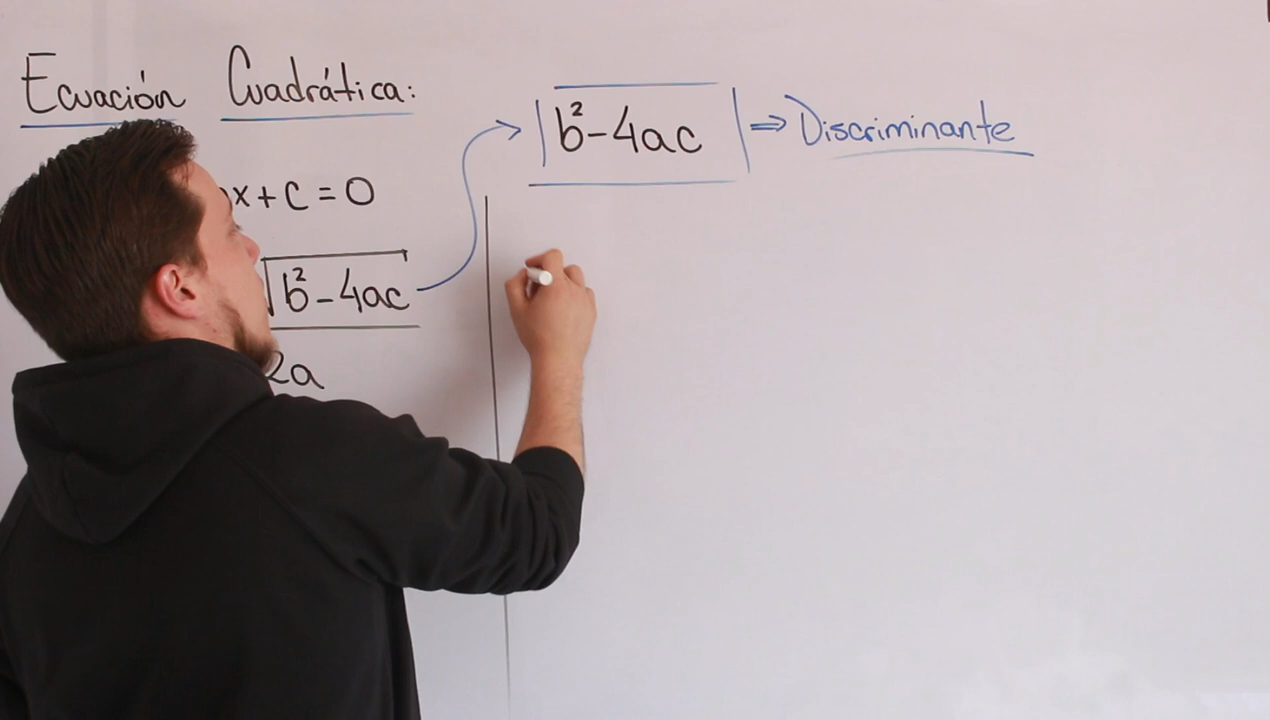 Ecuación Cuadrática:
x + c = 0
√b² - 4ac
2a
b² - 4ac ⇒ Discriminante